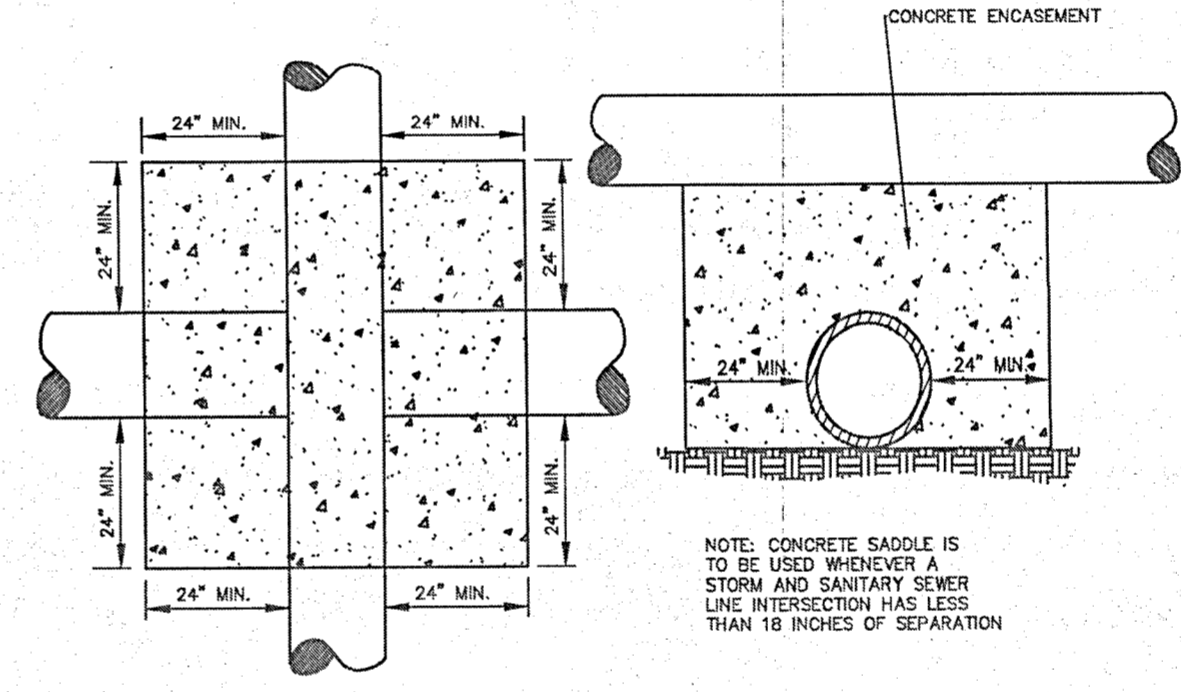 CONCRETE ENCASEMENT
24" MIN.
24" MIN.
24" MIN.
24" MIN.
24" MIN.
24" MIN.
24" MIN.
24" MIN.
24" MIN.
24" MIN.
NOTE: CONCRETE SADDLE IS
TO BE USED WHENEVER A
STORM AND SANITARY SEWER
LINE INTERSECTION HAS LESS
THAN 18 INCHES OF SEPARATION